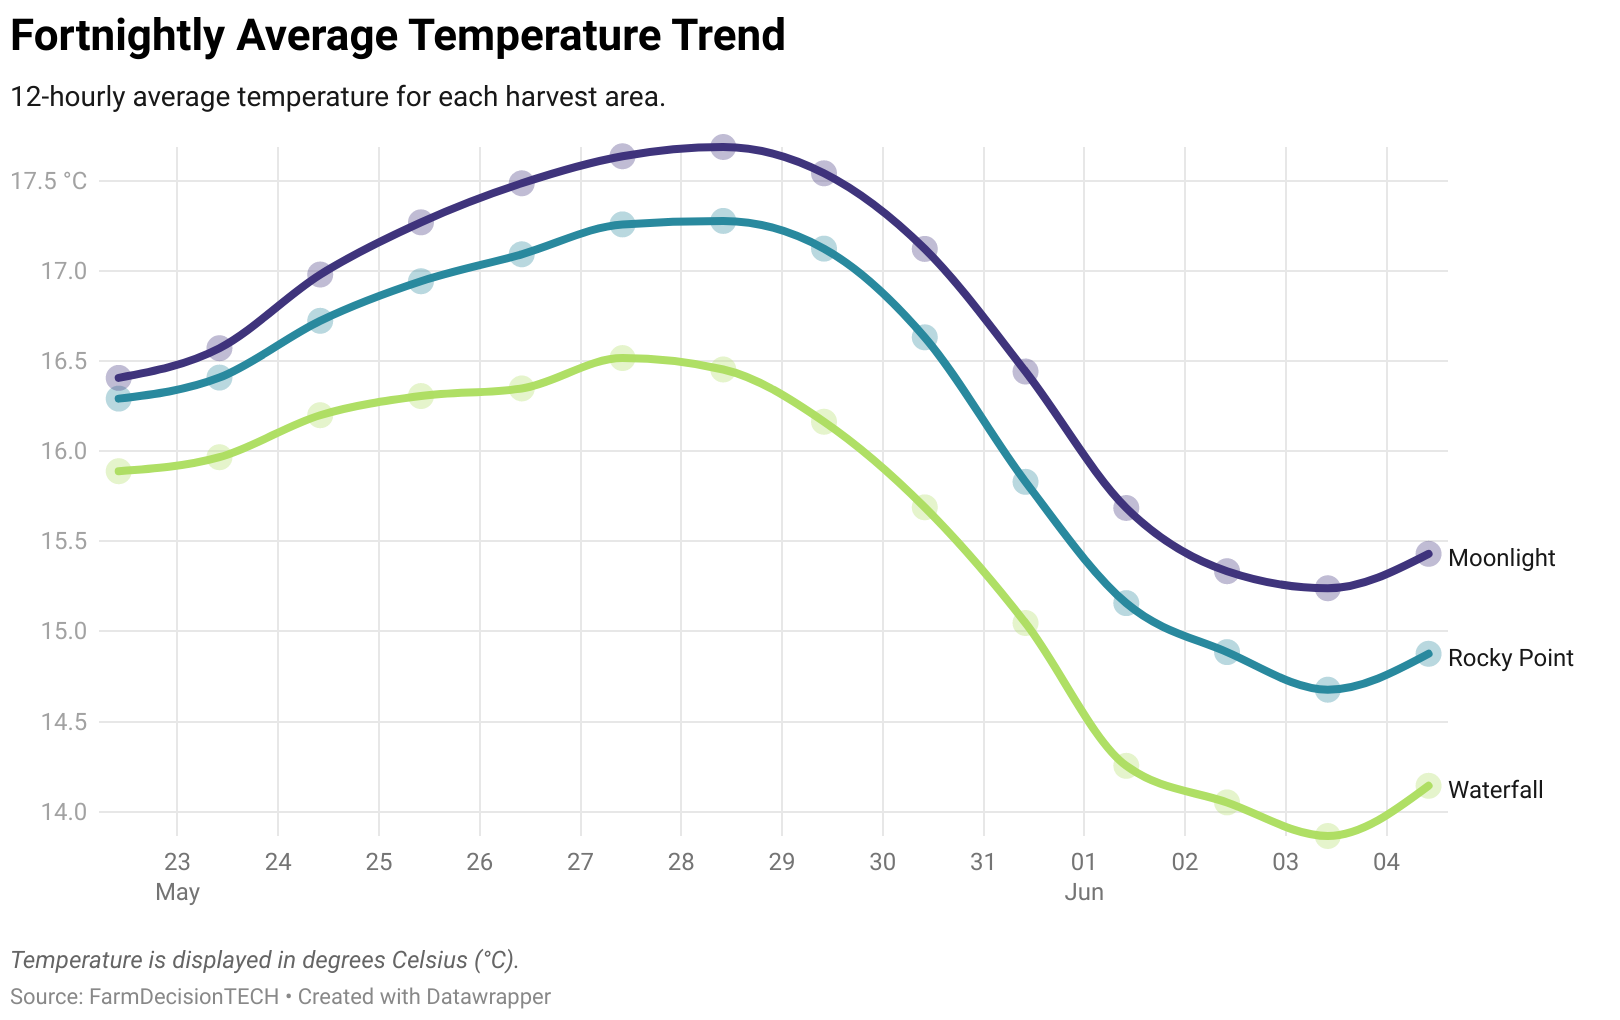 Fortnightly Average Temperature Trend
12-hourly average temperature for each harvest area.
17.5 °C
17.0
16.5
16.0
15.5
15.0
14.5
14.0
Moonlight
Rocky Point
Waterfall
23 24 25 26 27 28 29 30 31 01 02 03 04
May Jun
Temperature is displayed in degrees Celsius (°C).
Source: FarmDecisionTECH • Created with Datawrapper